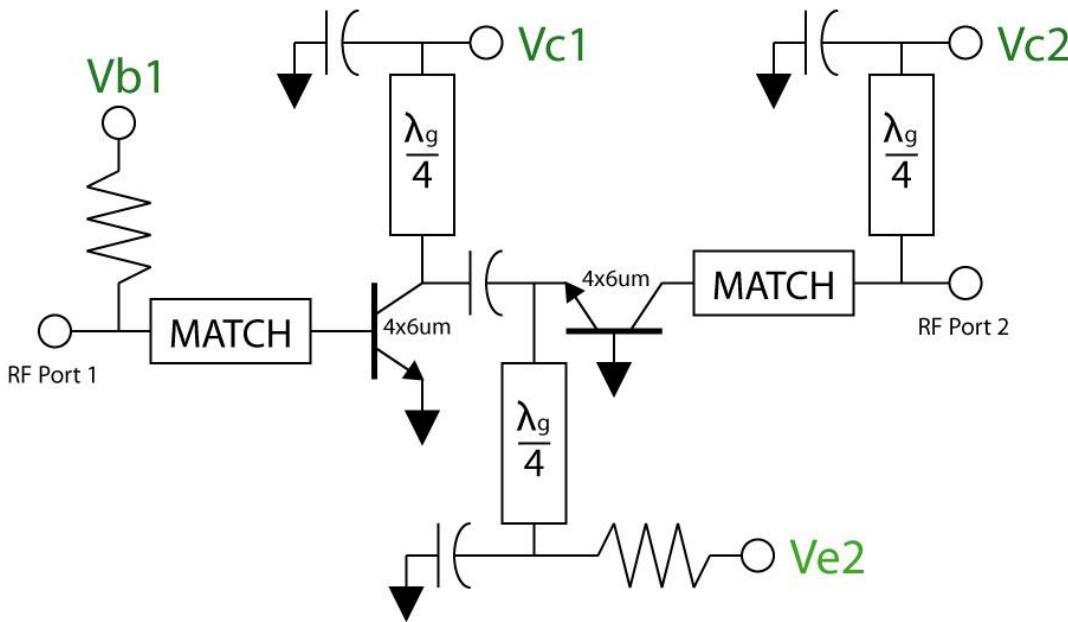 Vc1
Vc2
Vb1
λg
4
λg
4
4x6um
MATCH
4x6um
MATCH
RF Port 1
RF Port 2
λg
4
Ve2